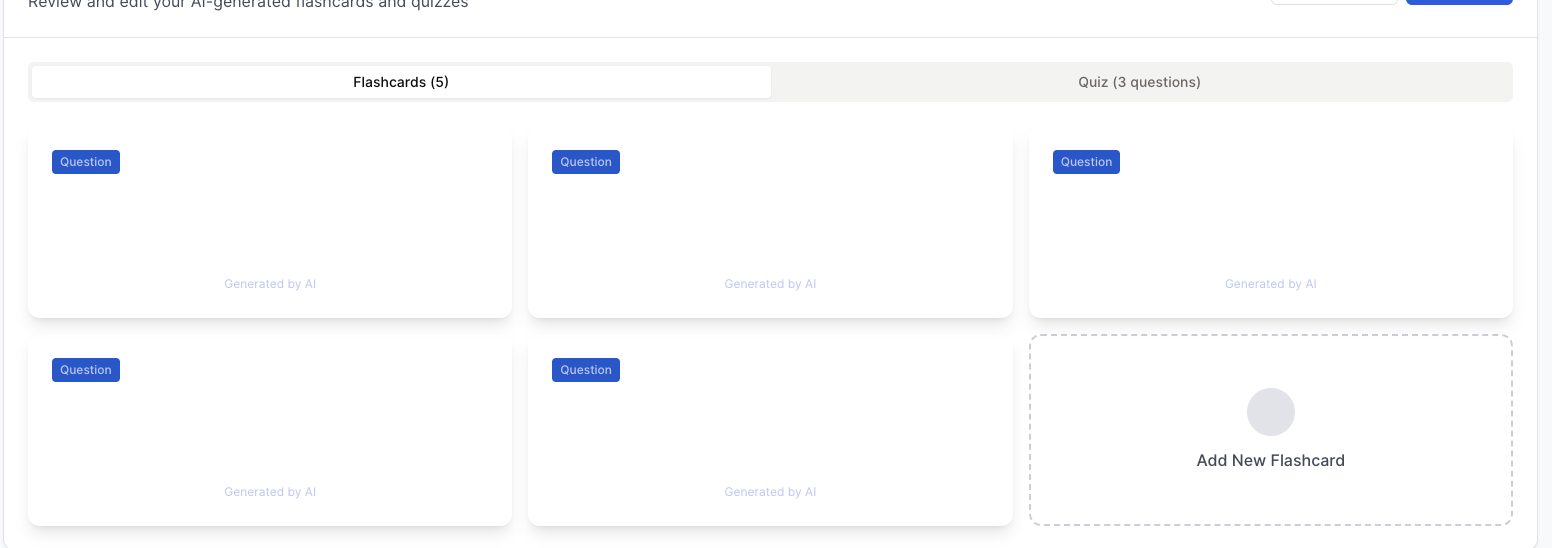 Review and edit your AI-generated flashcards and quizzes
Flashcards (5)
Quiz (3 questions)
Question
Question
Question
Generated by AI
Generated by AI
Generated by AI
Question
Question
Add New Flashcard
Generated by AI
Generated by AI